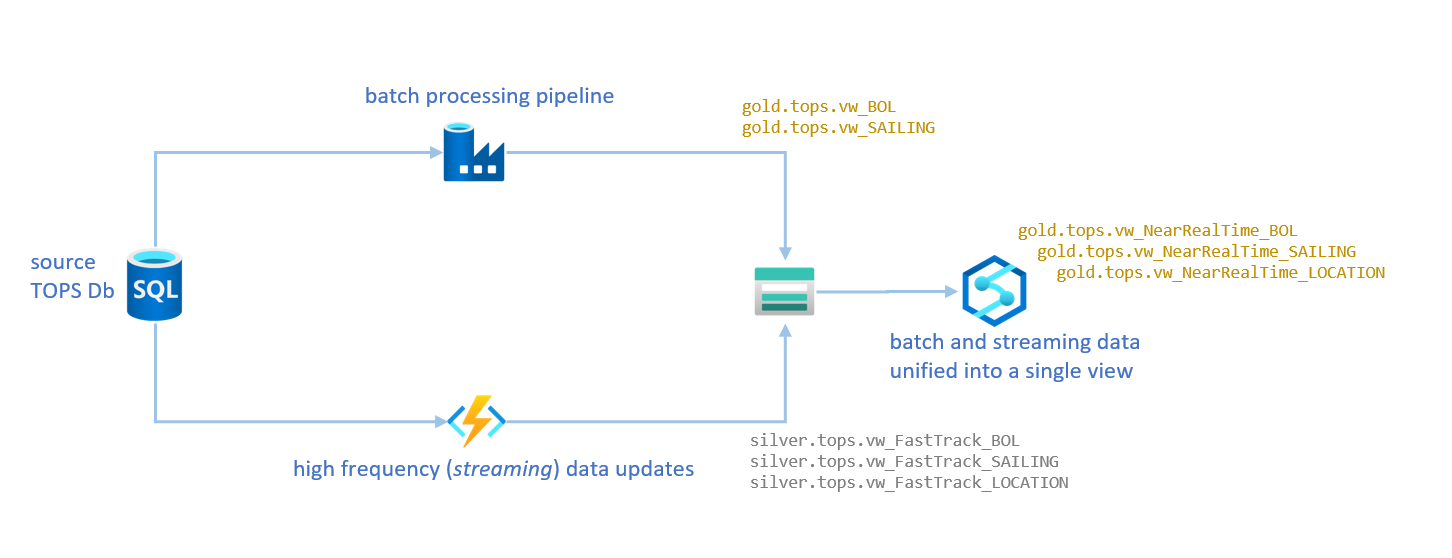 batch processing pipeline
gold.tops.vw_BOL
gold.tops.vw_SAILING
source
TOPS Db
SQL
gold.tops.vw_NearRealTime_BOL
gold.tops.vw_NearRealTime_SAILING
gold.tops.vw_NearRealTime_LOCATION
batch and streaming data
unified into a single view
high frequency (streaming) data updates
silver.tops.vw_FastTrack_BOL
silver.tops.vw_FastTrack_SAILING
silver.tops.vw_FastTrack_LOCATION